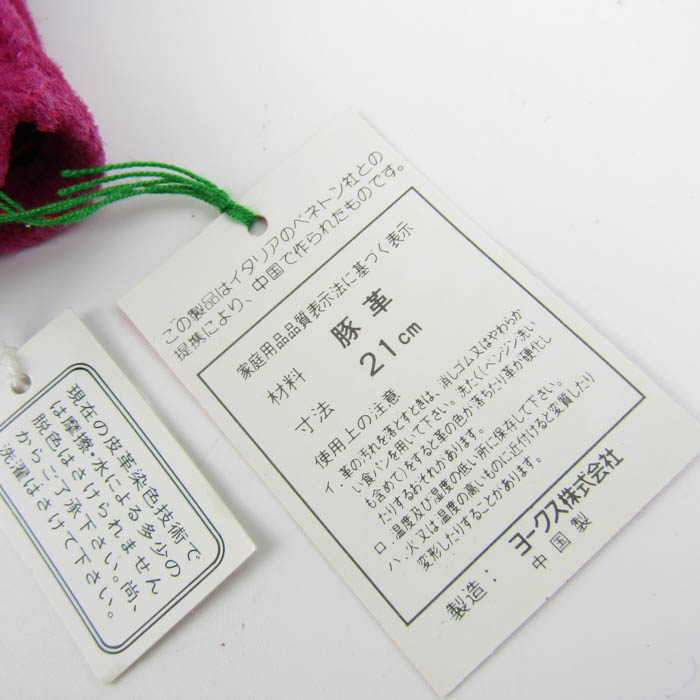 この製品はイタリアのベネトン社との
提携により、中国で作られたものです。
家庭用品品質表示法に基づく表示
材料 豚革
寸法 21cm
使用上の注意
イ．革の汚れを落とすときは、消しゴム又はやわらか
い食パンを用いて下さい。また(ベンジン洗い
も含めて)をすると革の色が落ちたり革が硬化し
たりするおそれがあります。
ロ．温度及び湿度の低い所に保存して下さい。
ハ．火又は温度の高いものに近付けると変質したり
変形したりすることがあります。
製造： ヨークス株式会社
中国製
現在の皮革染色技術で
は摩擦・水による多少の
脱色はさけられません
からご了承下さい。尚、
洗濯はさけて下さい。